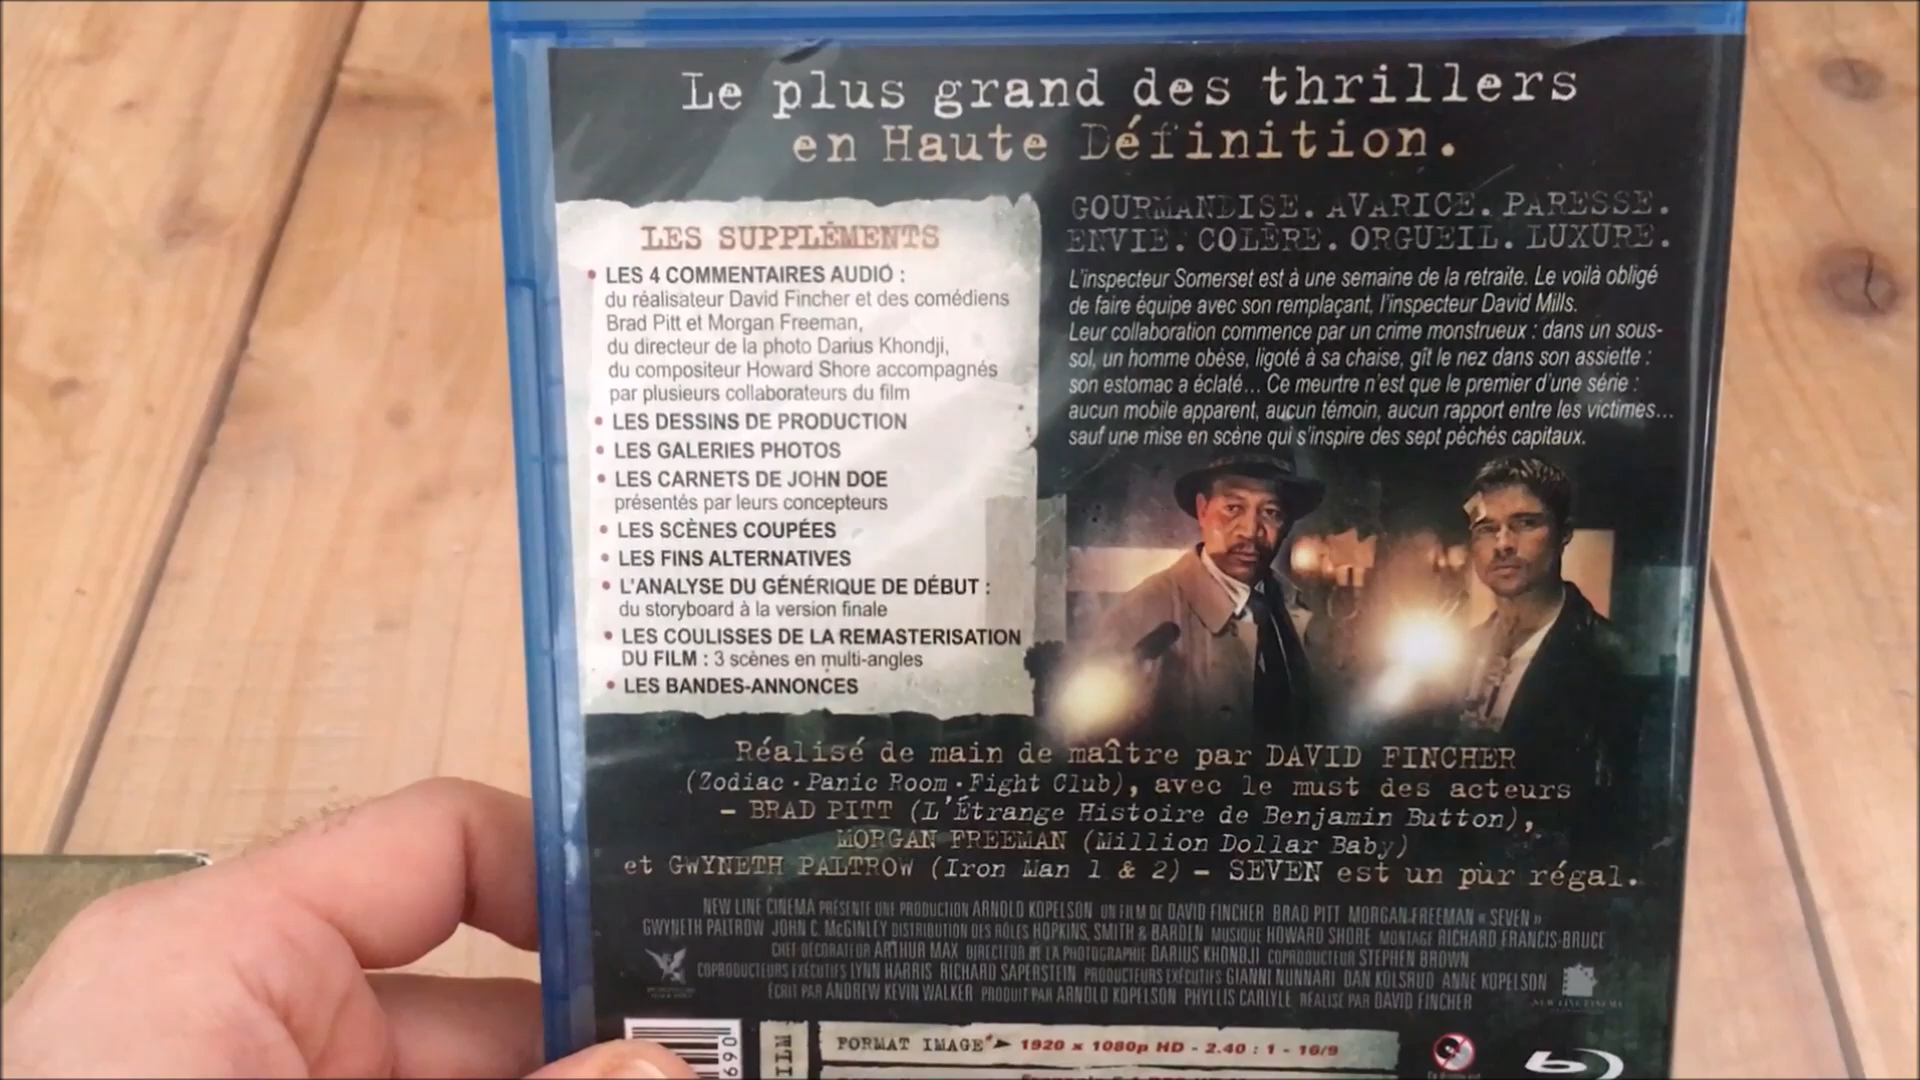 Le plus grand des thrillers
en Haute Définition.
LES SUPPLÉMENTS
• LES 4 COMMENTAIRES AUDIO :
du réalisateur David Fincher et des comédiens
Brad Pitt et Morgan Freeman,
du directeur de la photo Darius Khondji,
du compositeur Howard Shore accompagnés
par plusieurs collaborateurs du film
• LES DESSINS DE PRODUCTION
• LES GALERIES PHOTOS
• LES CARNETS DE JOHN DOE
présentés par leurs concepteurs
• LES SCÈNES COUPÉES
• LES FINS ALTERNATIVES
• L'ANALYSE DU GÉNÉRIQUE DE DÉBUT :
du storyboard à la version finale
• LES COULISSES DE LA REMASTERISATION
DU FILM : 3 scènes en multi-angles
• LES BANDES-ANNONCES
GOURMANDISE. AVARICE. PARESSE.
ENVIE. COLÈRE. ORGUEIL. LUXURE.
L'inspecteur Somerset est à une semaine de la retraite. Le voilà obligé
de faire équipe avec son remplaçant, l'inspecteur David Mills.
Leur collaboration commence par un crime monstrueux : dans un sous-
sol, un homme obèse, ligoté à sa chaise, gît le nez dans son assiette :
son estomac a éclaté... Ce meurtre n'est que le premier d'une série :
aucun mobile apparent, aucun témoin, aucun rapport entre les victimes...
sauf une mise en scène qui s'inspire des sept péchés capitaux.
Réalisé de main de maître par DAVID FINCHER
(Zodiac · Panic Room · Fight Club), avec le must des acteurs
– BRAD PITT (L'Étrange Histoire de Benjamin Button),
MORGAN FREEMAN (Million Dollar Baby)
et GWYNETH PALTROW (Iron Man 1 & 2) – SEVEN est un pur régal.
NEW LINE CINEMA PRÉSENTE UNE PRODUCTION ARNOLD KOPELSON UN FILM DE DAVID FINCHER BRAD PITT MORGAN FREEMAN « SEVEN »
GWYNETH PALTROW JOHN C. McGINLEY DISTRIBUTION DES RÔLES HOPKINS, SMITH & BARDEN MUSIQUE HOWARD SHORE MONTAGE RICHARD FRANCIS-BRUCE
CHEF DÉCORATEUR ARTHUR MAX DIRECTEUR DE LA PHOTOGRAPHIE DARIUS KHONDJI COPRODUCTEUR STEPHEN BROWN
COPRODUCTEURS EXÉCUTIFS LYNN HARRIS RICHARD SAPERSTEIN PRODUCTEURS EXÉCUTIFS GIANNI NUNNARI DAN KOLSRUD ANNE KOPELSON
ÉCRIT PAR ANDREW KEVIN WALKER PRODUIT PAR ARNOLD KOPELSON PHYLLIS CARLYLE RÉALISÉ PAR DAVID FINCHER
NEW LINE CINEMA
690
FORMAT IMAGE* ► 1920 x 1080p HD - 2.40 : 1 - 16/9